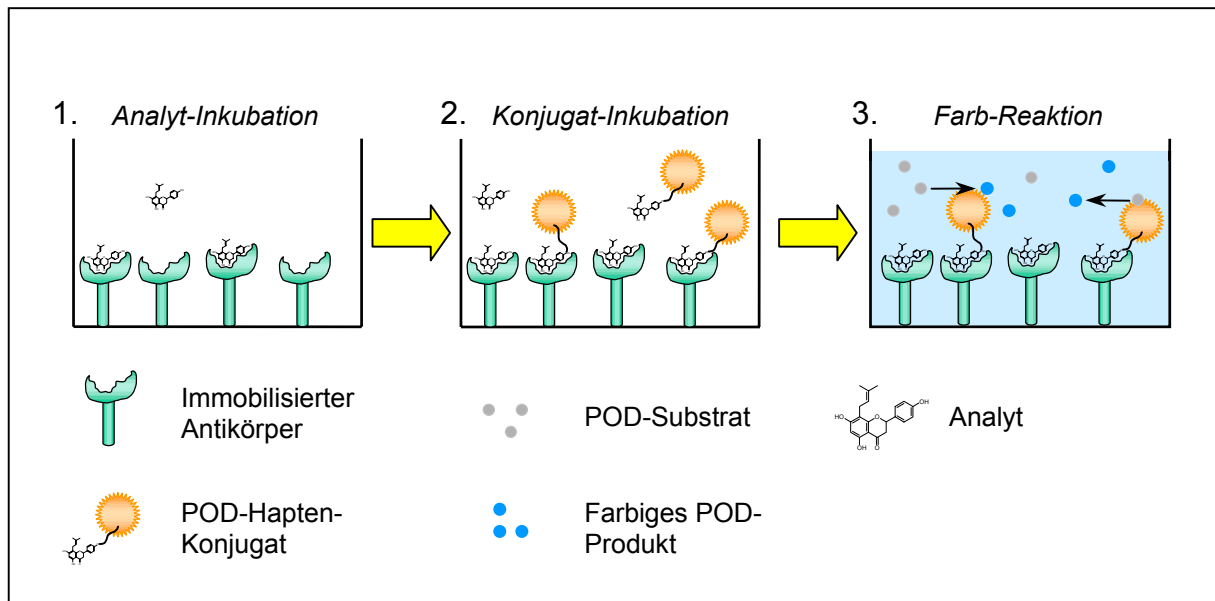 1. Analyt-Inkubation
2. Konjugat-Inkubation
3. Farb-Reaktion
Immobilisierter
Antikörper
POD-Substrat
HO
O
OH
OH
O
Analyt
POD-Hapten-
Konjugat
Farbiges POD-
Produkt